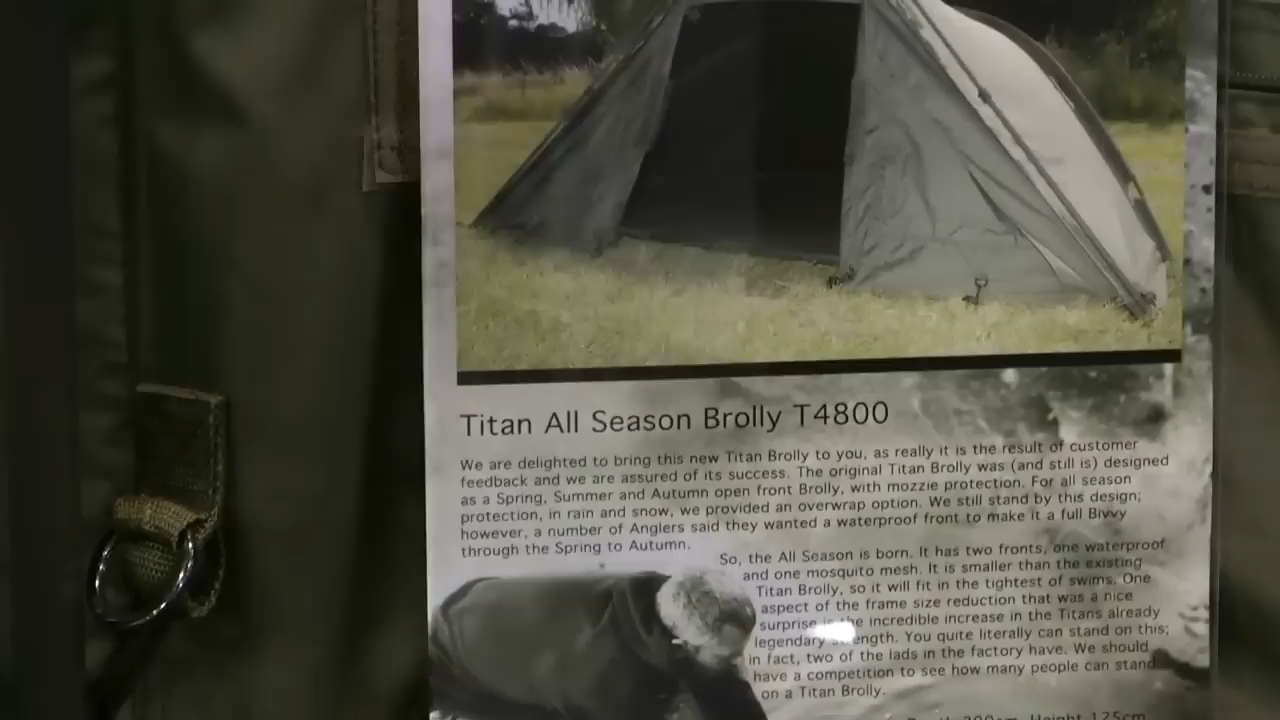 Titan All Season Brolly T4800
We are delighted to bring this new Titan Brolly to you, as really it is the result of customer
feedback and we are assured of its success. The original Titan Brolly was (and still is) designed
as a Spring, Summer and Autumn open front Brolly, with mozzie protection. For all season
protection, in rain and snow, we provided an overwrap option. We still stand by this design;
however, a number of Anglers said they wanted a waterproof front to make it a full Bivvy
through the Spring to Autumn.
So, the All Season is born. It has two fronts, one waterproof
and one mosquito mesh. It is smaller than the existing
Titan Brolly, so it will fit in the tightest of swims. One
aspect of the frame size reduction that was a nice
surprise is the incredible increase in the Titans already
legendary strength. You quite literally can stand on this;
in fact, two of the lads in the factory have. We should
have a competition to see how many people can stand
on a Titan Brolly.
Height 125cm